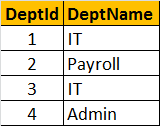 DeptId DeptName
1 IT
2 Payroll
3 IT
4 Admin